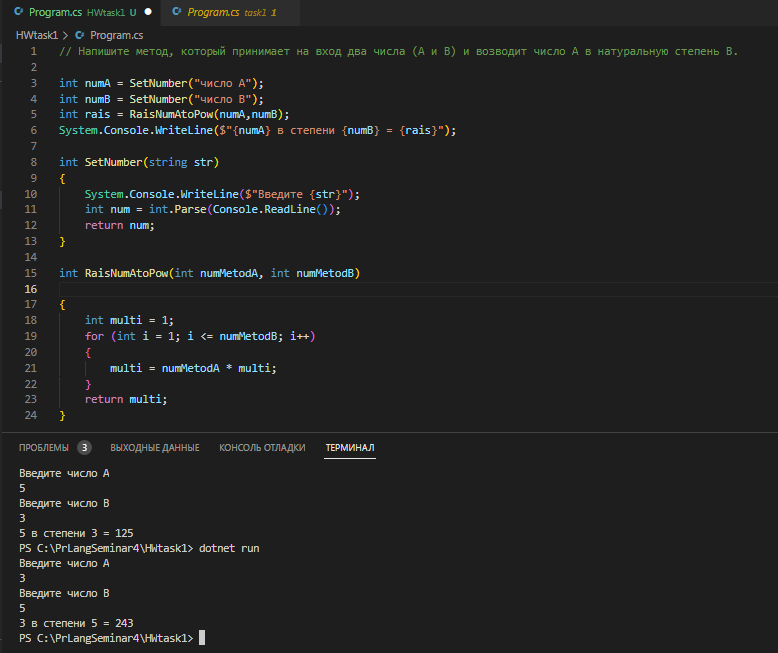 Program.cs HWtask1 U ● Program.cs task1 1
HWtask1 > Program.cs
1 // Напишите метод, который принимает на вход два числа (A и B) и возводит число A в натуральную степень B.
2
3 int numA = SetNumber("число A");
4 int numB = SetNumber("число B");
5 int rais = RaisNumAtoPow(numA,numB);
6 System.Console.WriteLine($"{numA} в степени {numB} = {rais}");
7
8 int SetNumber(string str)
9 {
10 System.Console.WriteLine($"Введите {str}");
11 int num = int.Parse(Console.ReadLine());
12 return num;
13 }
14
15 int RaisNumAtoPow(int numMetodA, int numMetodB)
16
17 {
18 int multi = 1;
19 for (int i = 1; i <= numMetodB; i++)
20 {
21 multi = numMetodA * multi;
22 }
23 return multi;
24 }
ПРОБЛЕМЫ 3 ВЫХОДНЫЕ ДАННЫЕ КОНСОЛЬ ОТЛАДКИ ТЕРМИНАЛ
Введите число A
5
Введите число B
3
5 в степени 3 = 125
PS C:\PrLangSeminar4\HWtask1> dotnet run
Введите число A
3
Введите число B
5
3 в степени 5 = 243
PS C:\PrLangSeminar4\HWtask1>